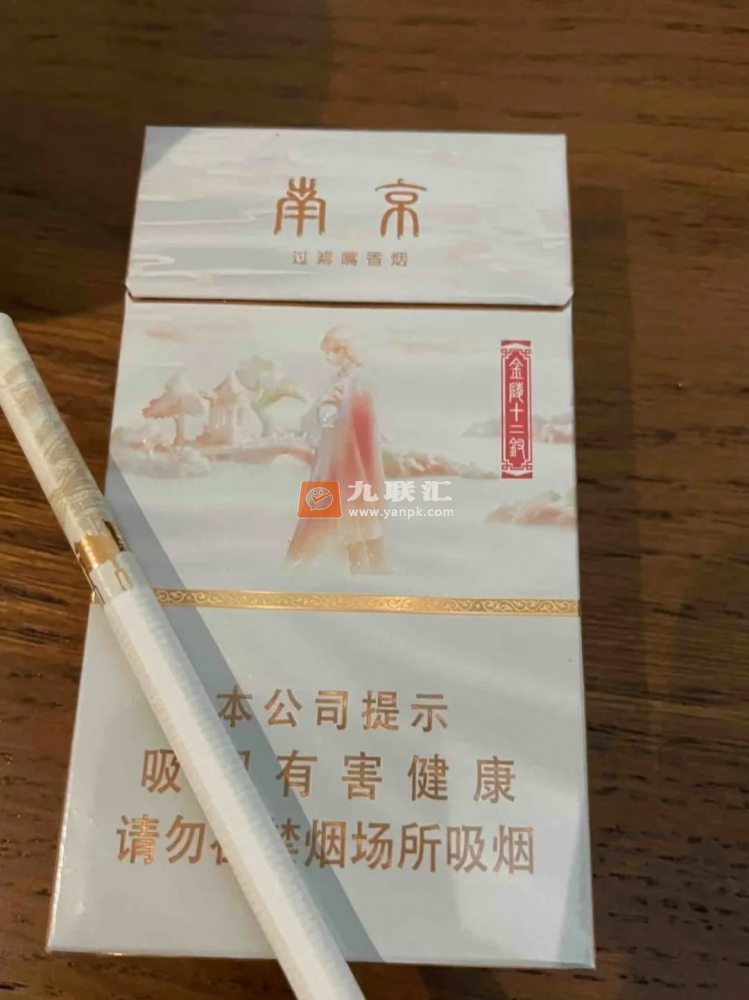 南京
过滤嘴香烟
金陵十二钗
九联汇
www.yanpk.com
本公司提示
吸 有害健康
请勿 禁烟场所吸烟